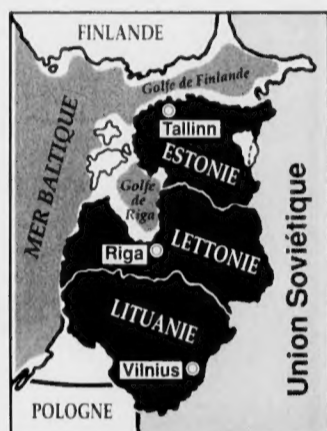 FINLANDE
Golfe de Finlande
Tallinn
MER BALTIQUE
ESTONIE
Golfe
de
Riga
Riga
LETTONIE
Union Soviétique
LITUANIE
Vilnius
POLOGNE